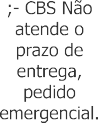 ;- CBS Não
atende o
prazo de
entrega,
pedido
emergencial.